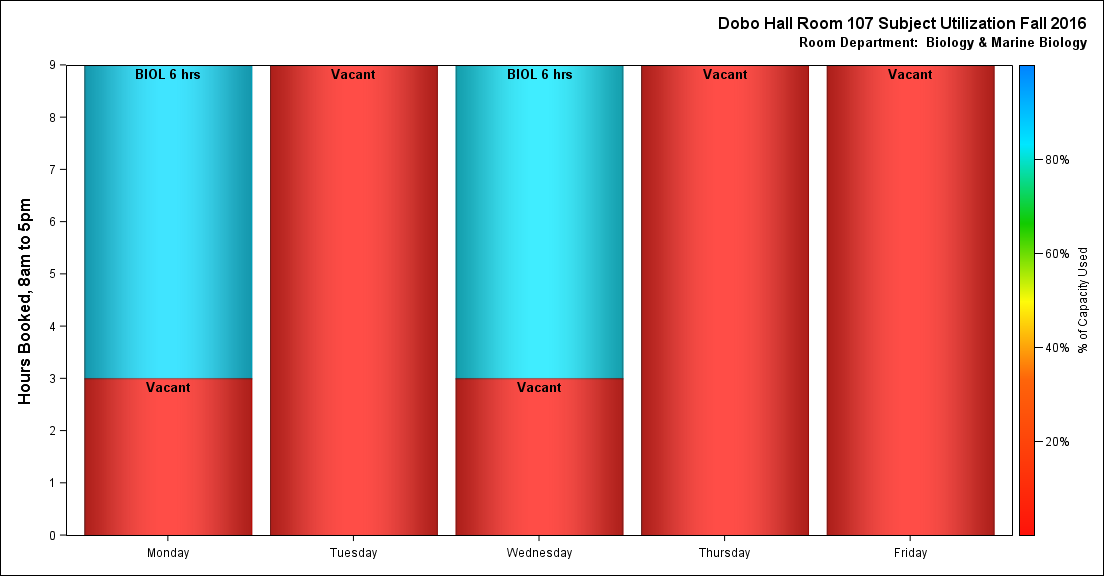 Dobo Hall Room 107 Subject Utilization Fall 2016
Room Department:  Biology & Marine Biology
Hours Booked, 8am to 5pm
9
8
7
6
5
4
3
2
1
0
BIOL 6 hrs
Vacant
Vacant
BIOL 6 hrs
Vacant
Vacant
Vacant
Monday
Tuesday
Wednesday
Thursday
Friday
80%
60%
40%
20%
% of Capacity Used